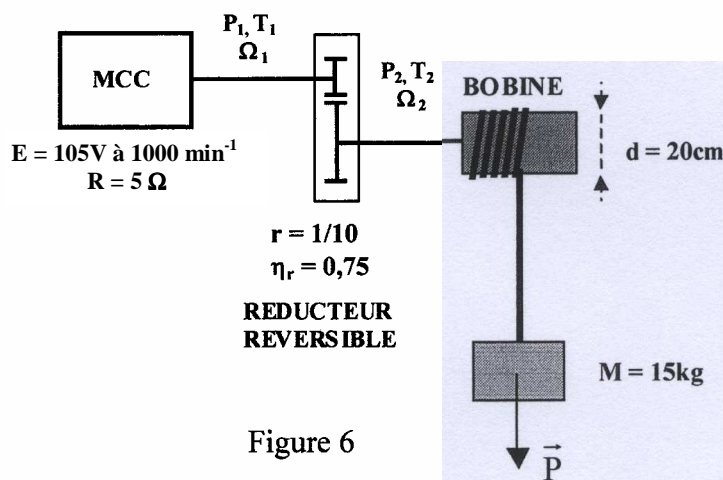 P₁, T₁
Ω₁
MCC
P₂, T₂
Ω₂
BOBINE
E = 105V à 1000 min⁻¹
R = 5 Ω
d = 20cm
r = 1/10
ηᵣ = 0,75
REDUCTEUR
REVERSIBLE
M = 15kg
Figure 6
P⃗